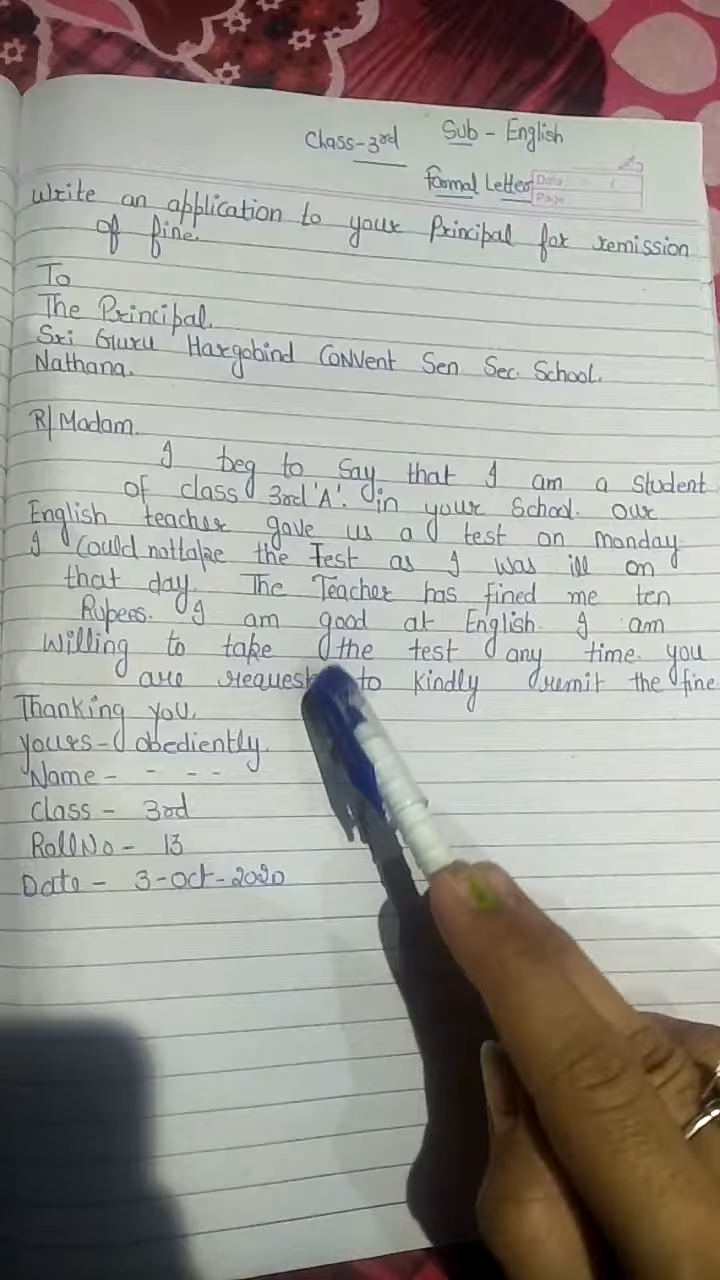 Class-3rd Sub - English
Formal Letter Date
Page
Write an application to your Principal for remission
of fine.
To
The Principal.
Sri Guru Hargobind CONVent Sen Sec. School.
Nathana.
R/Madam.
I beg to say that I am a student
of class 3rd 'A'. in your School. our
English teacher gave us a test on monday
I Could nottake the Test as I was ill on
that day. The Teacher has fined me ten
Rupees. I am good at English. I am
willing to take the test any time. you
are request to kindly remit the fine
Thanking you.
yours- obediently.
Name - - - -
Class - 3rd
Roll No - 13
Date - 3-Oct-2020